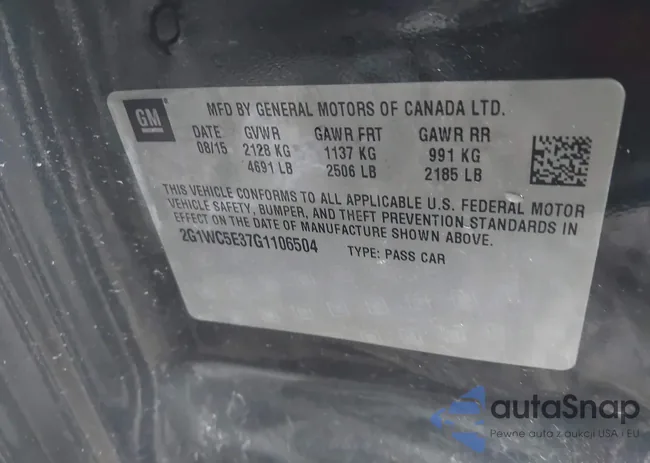 GM
MFD BY GENERAL MOTORS OF CANADA LTD.
DATE GVWR GAWR FRT GAWR RR
08/15 2128 KG 1137 KG 991 KG
4691 LB 2506 LB 2185 LB
THIS VEHICLE CONFORMS TO ALL APPLICABLE U.S. FEDERAL MOTOR
VEHICLE SAFETY, BUMPER, AND THEFT PREVENTION STANDARDS IN
EFFECT ON THE DATE OF MANUFACTURE SHOWN ABOVE.
2G1WC5E37G1106504 TYPE: PASS CAR
autaSnap
Pewne auta z aukcji USA i EU